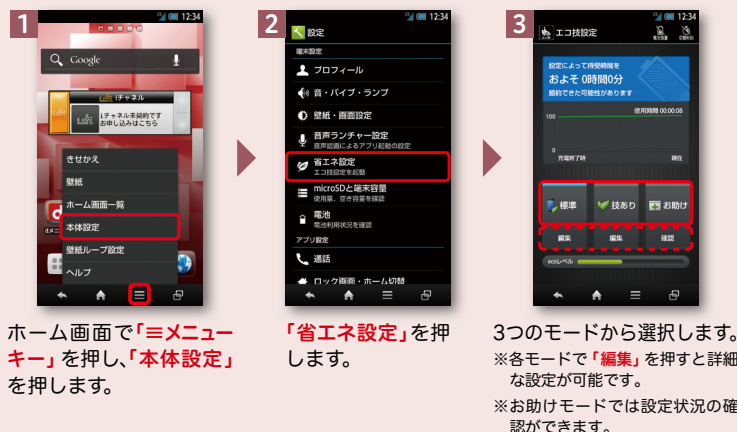 1
12:34
Google
iチャネル
iチャネル未契約です
お申し込みはこちら
きせかえ
壁紙
ホーム画面一覧
本体設定
壁紙ループ設定
ヘルプ
ホーム画面で「≡メニュー
キー」を押し、「本体設定」
を押します。
2
12:34
設定
端末設定
プロフィール
音・バイブ・ランプ
壁紙・画面設定
音声ランチャー設定
音声認識によるアプリ起動の設定
省エネ設定
エコ技設定を起動
microSDと端末容量
使用量、空き容量を確認
電池
電池利用状況を確認
アプリ設定
通話
ロック画面・ホーム切替
「省エネ設定」を押
します。
3
12:34
エコ技設定
設定によって待受時間を
およそ 0時間0分
節約できた可能性があります
使用時間 00:00:08
100
0
充電終了時 現在
標準 技あり お助け
編集 編集 確認
ecoレベル
3つのモードから選択します。
※各モードで「編集」を押すと詳細
な設定が可能です。
※お助けモードでは設定状況の確
認ができます。